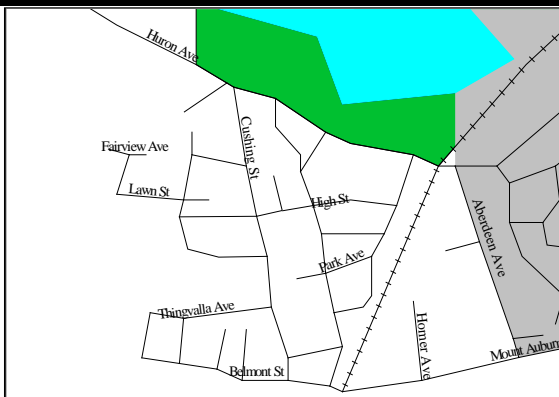 Huron Ave
Fairview Ave
Cushing St
Lawn St
High St
Aberdeen Ave
Park Ave
Thingvalla Ave
Homer Ave
Mount Auburn
Belmont St